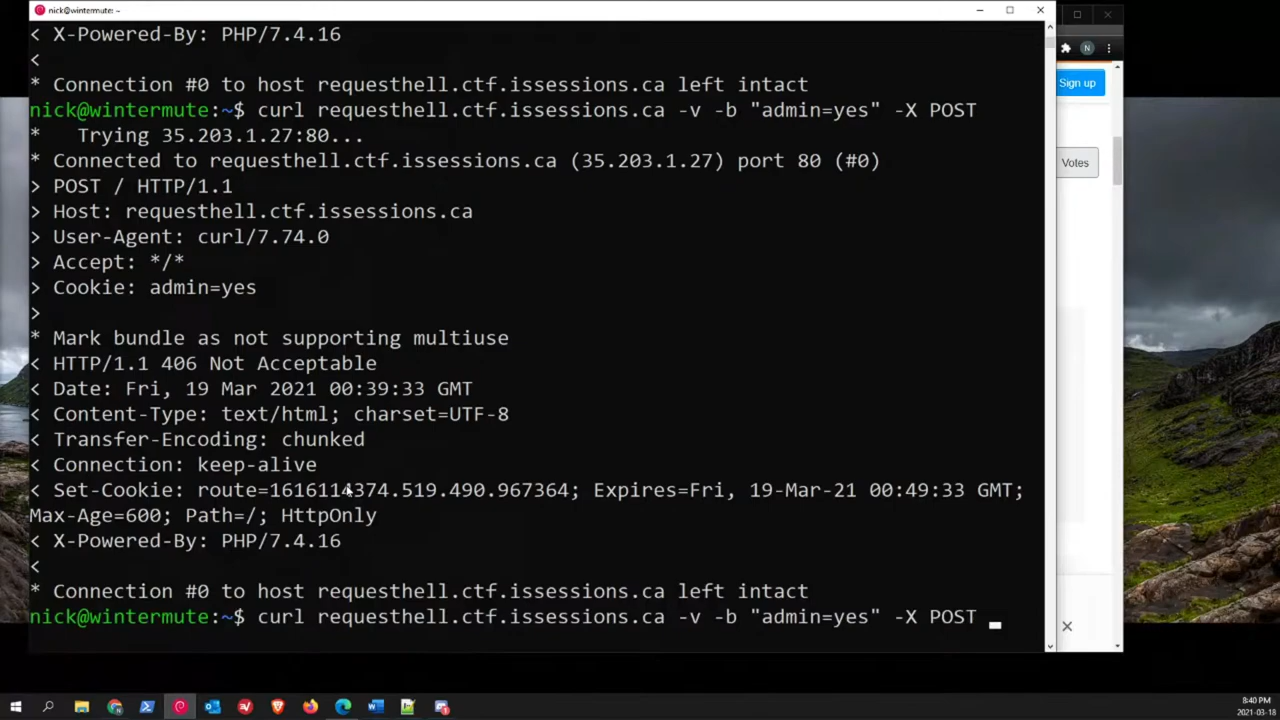 nick@wintermute: ~
< X-Powered-By: PHP/7.4.16
<
* Connection #0 to host requesthell.ctf.issessions.ca left intact
nick@wintermute:~$ curl requesthell.ctf.issessions.ca -v -b "admin=yes" -X POST
*   Trying 35.203.1.27:80...
* Connected to requesthell.ctf.issessions.ca (35.203.1.27) port 80 (#0)
> POST / HTTP/1.1
> Host: requesthell.ctf.issessions.ca
> User-Agent: curl/7.74.0
> Accept: */*
> Cookie: admin=yes
>
* Mark bundle as not supporting multiuse
< HTTP/1.1 406 Not Acceptable
< Date: Fri, 19 Mar 2021 00:39:33 GMT
< Content-Type: text/html; charset=UTF-8
< Transfer-Encoding: chunked
< Connection: keep-alive
< Set-Cookie: route=1616114374.519.490.967364; Expires=Fri, 19-Mar-21 00:49:33 GMT;
Max-Age=600; Path=/; HttpOnly
< X-Powered-By: PHP/7.4.16
<
* Connection #0 to host requesthell.ctf.issessions.ca left intact
nick@wintermute:~$ curl requesthell.ctf.issessions.ca -v -b "admin=yes" -X POST
N
Sign up
Votes
8:40 PM
2021-03-18